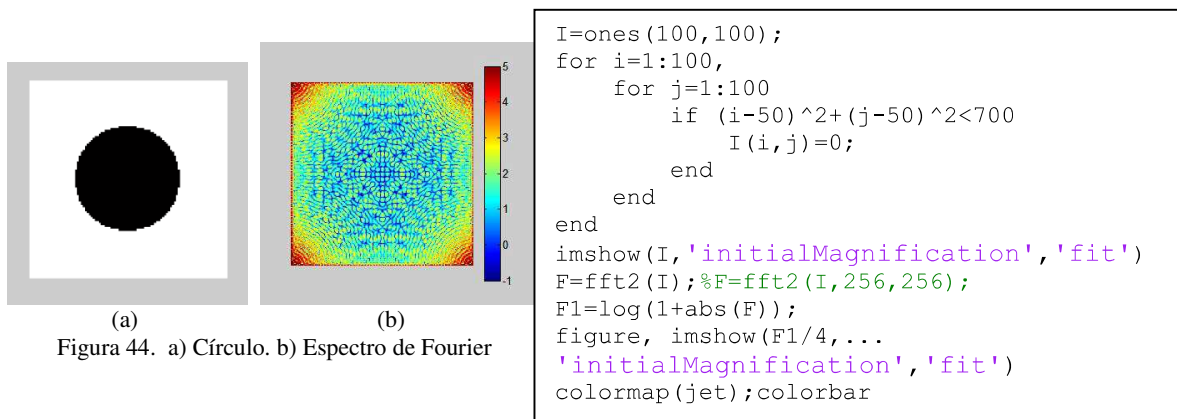 5
4
3
2
1
0
-1
(a)
(b)
Figura 44. a) Círculo. b) Espectro de Fourier
I=ones(100,100);
for i=1:100,
    for j=1:100
        if (i-50)^2+(j-50)^2<700
            I(i,j)=0;
        end
    end
end
imshow(I,'initialMagnification','fit')
F=fft2(I);%F=fft2(I,256,256);
F1=log(1+abs(F));
figure, imshow(F1/4,...
'initialMagnification','fit')
colormap(jet);colorbar